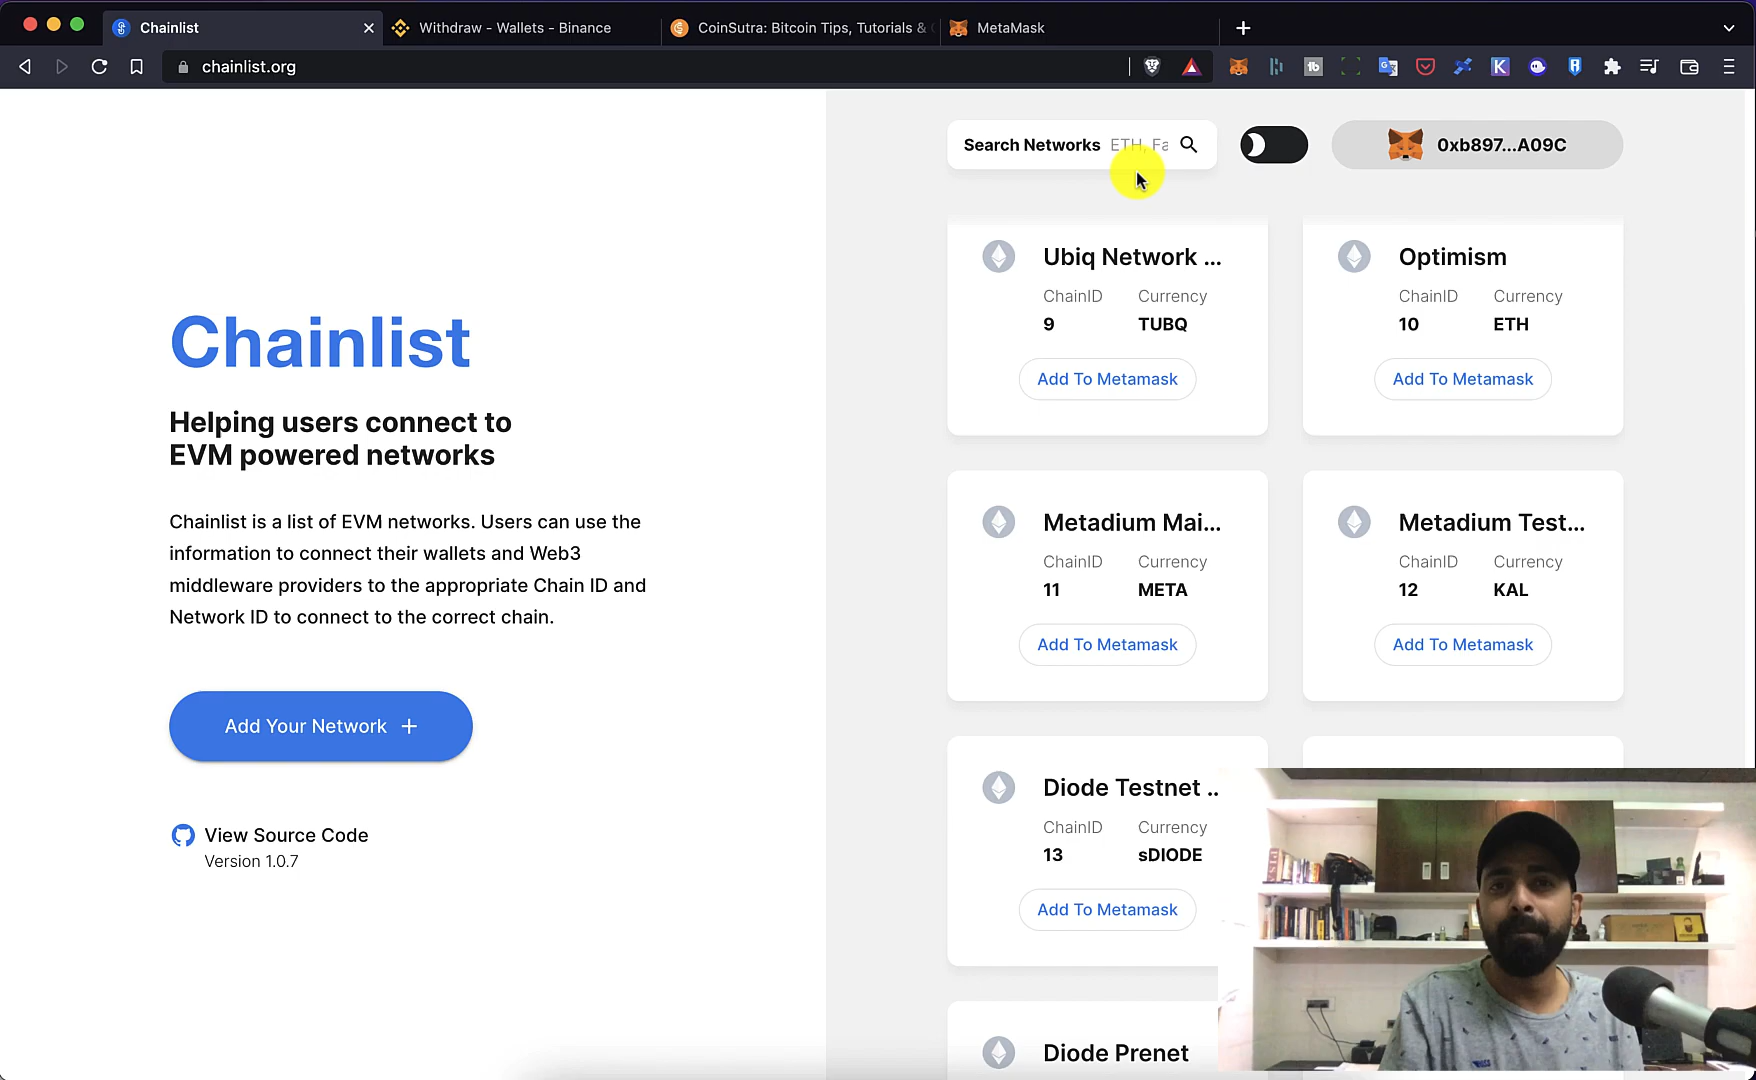 Chainlist
Withdraw - Wallets - Binance
CoinSutra: Bitcoin Tips, Tutorials &
MetaMask
chainlist.org
Search Networks ETH, Fa
0xb897...A09C
Chainlist
Helping users connect to
EVM powered networks
Chainlist is a list of EVM networks. Users can use the
information to connect their wallets and Web3
middleware providers to the appropriate Chain ID and
Network ID to connect to the correct chain.
Add Your Network +
View Source Code
Version 1.0.7
Ubiq Network ...
ChainID Currency
9 TUBQ
Add To Metamask
Optimism
ChainID Currency
10 ETH
Add To Metamask
Metadium Mai...
ChainID Currency
11 META
Add To Metamask
Metadium Test...
ChainID Currency
12 KAL
Add To Metamask
Diode Testnet ..
ChainID Currency
13 sDIODE
Add To Metamask
Diode Prenet